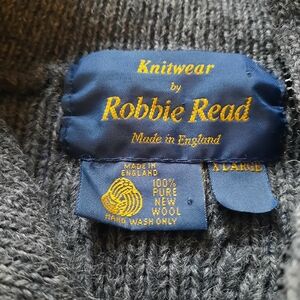 Knitwear
by
Robbie Read
Made in England
MADE IN
ENGLAND
100%
PURE
NEW
WOOL
HAND WASH ONLY
X LARGE